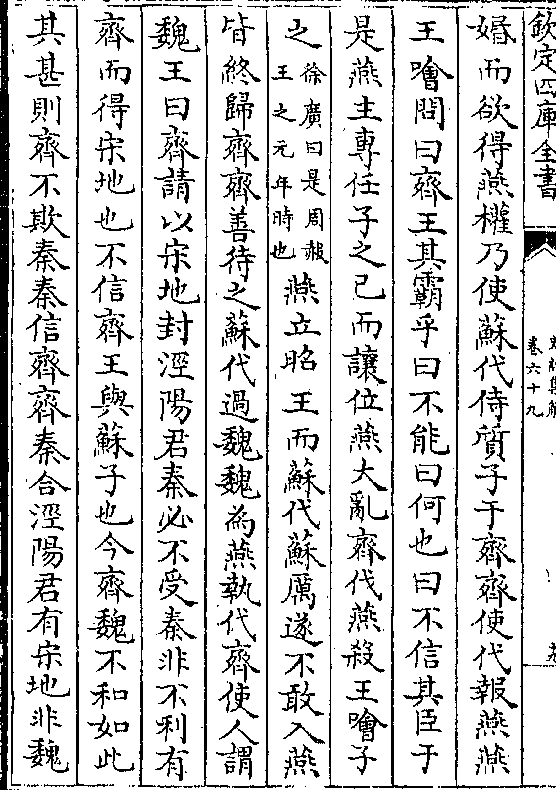 欽定四庫全書
卷六十九
婚而欲得燕權乃使蘇代侍質子于齊齊使代報燕燕
王噲問曰齊王其霸乎曰不能曰何也曰不信其臣于
是燕王專任子之已而讓位燕大亂齊伐燕殺王噲子
之徐廣曰是周赧王之元年時也燕立昭王而蘇代蘇厲遂不敢入燕
皆終歸齊齊善待之蘇代過魏魏為燕執代齊使人謂
魏王曰齊請以宋地封涇陽君秦必不受秦非不利有
齊而得宋地也不信齊王與蘇子也今齊魏不和如此
其甚則齊不欺秦秦信齊齊秦合涇陽君有宋地非魏